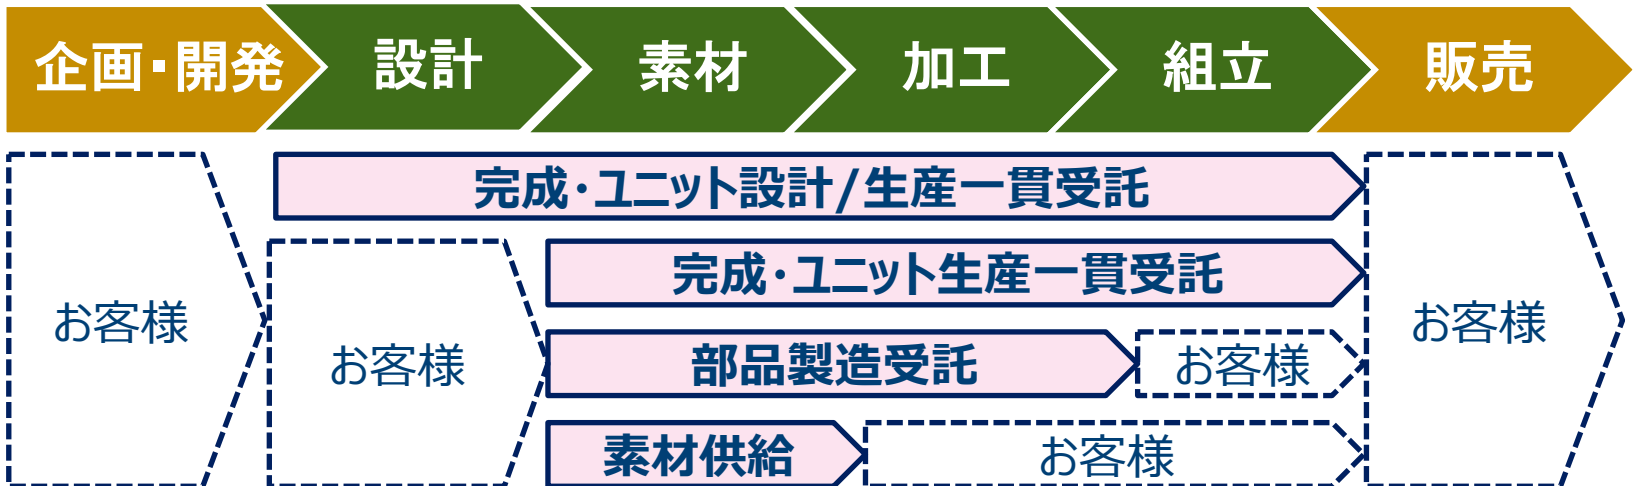 企画・開発
設計
素材
加工
組立
販売
完成・ユニット設計/生産一貫受託
完成・ユニット生産一貫受託
お客様
お客様
お客様
部品製造受託
お客様
素材供給
お客様